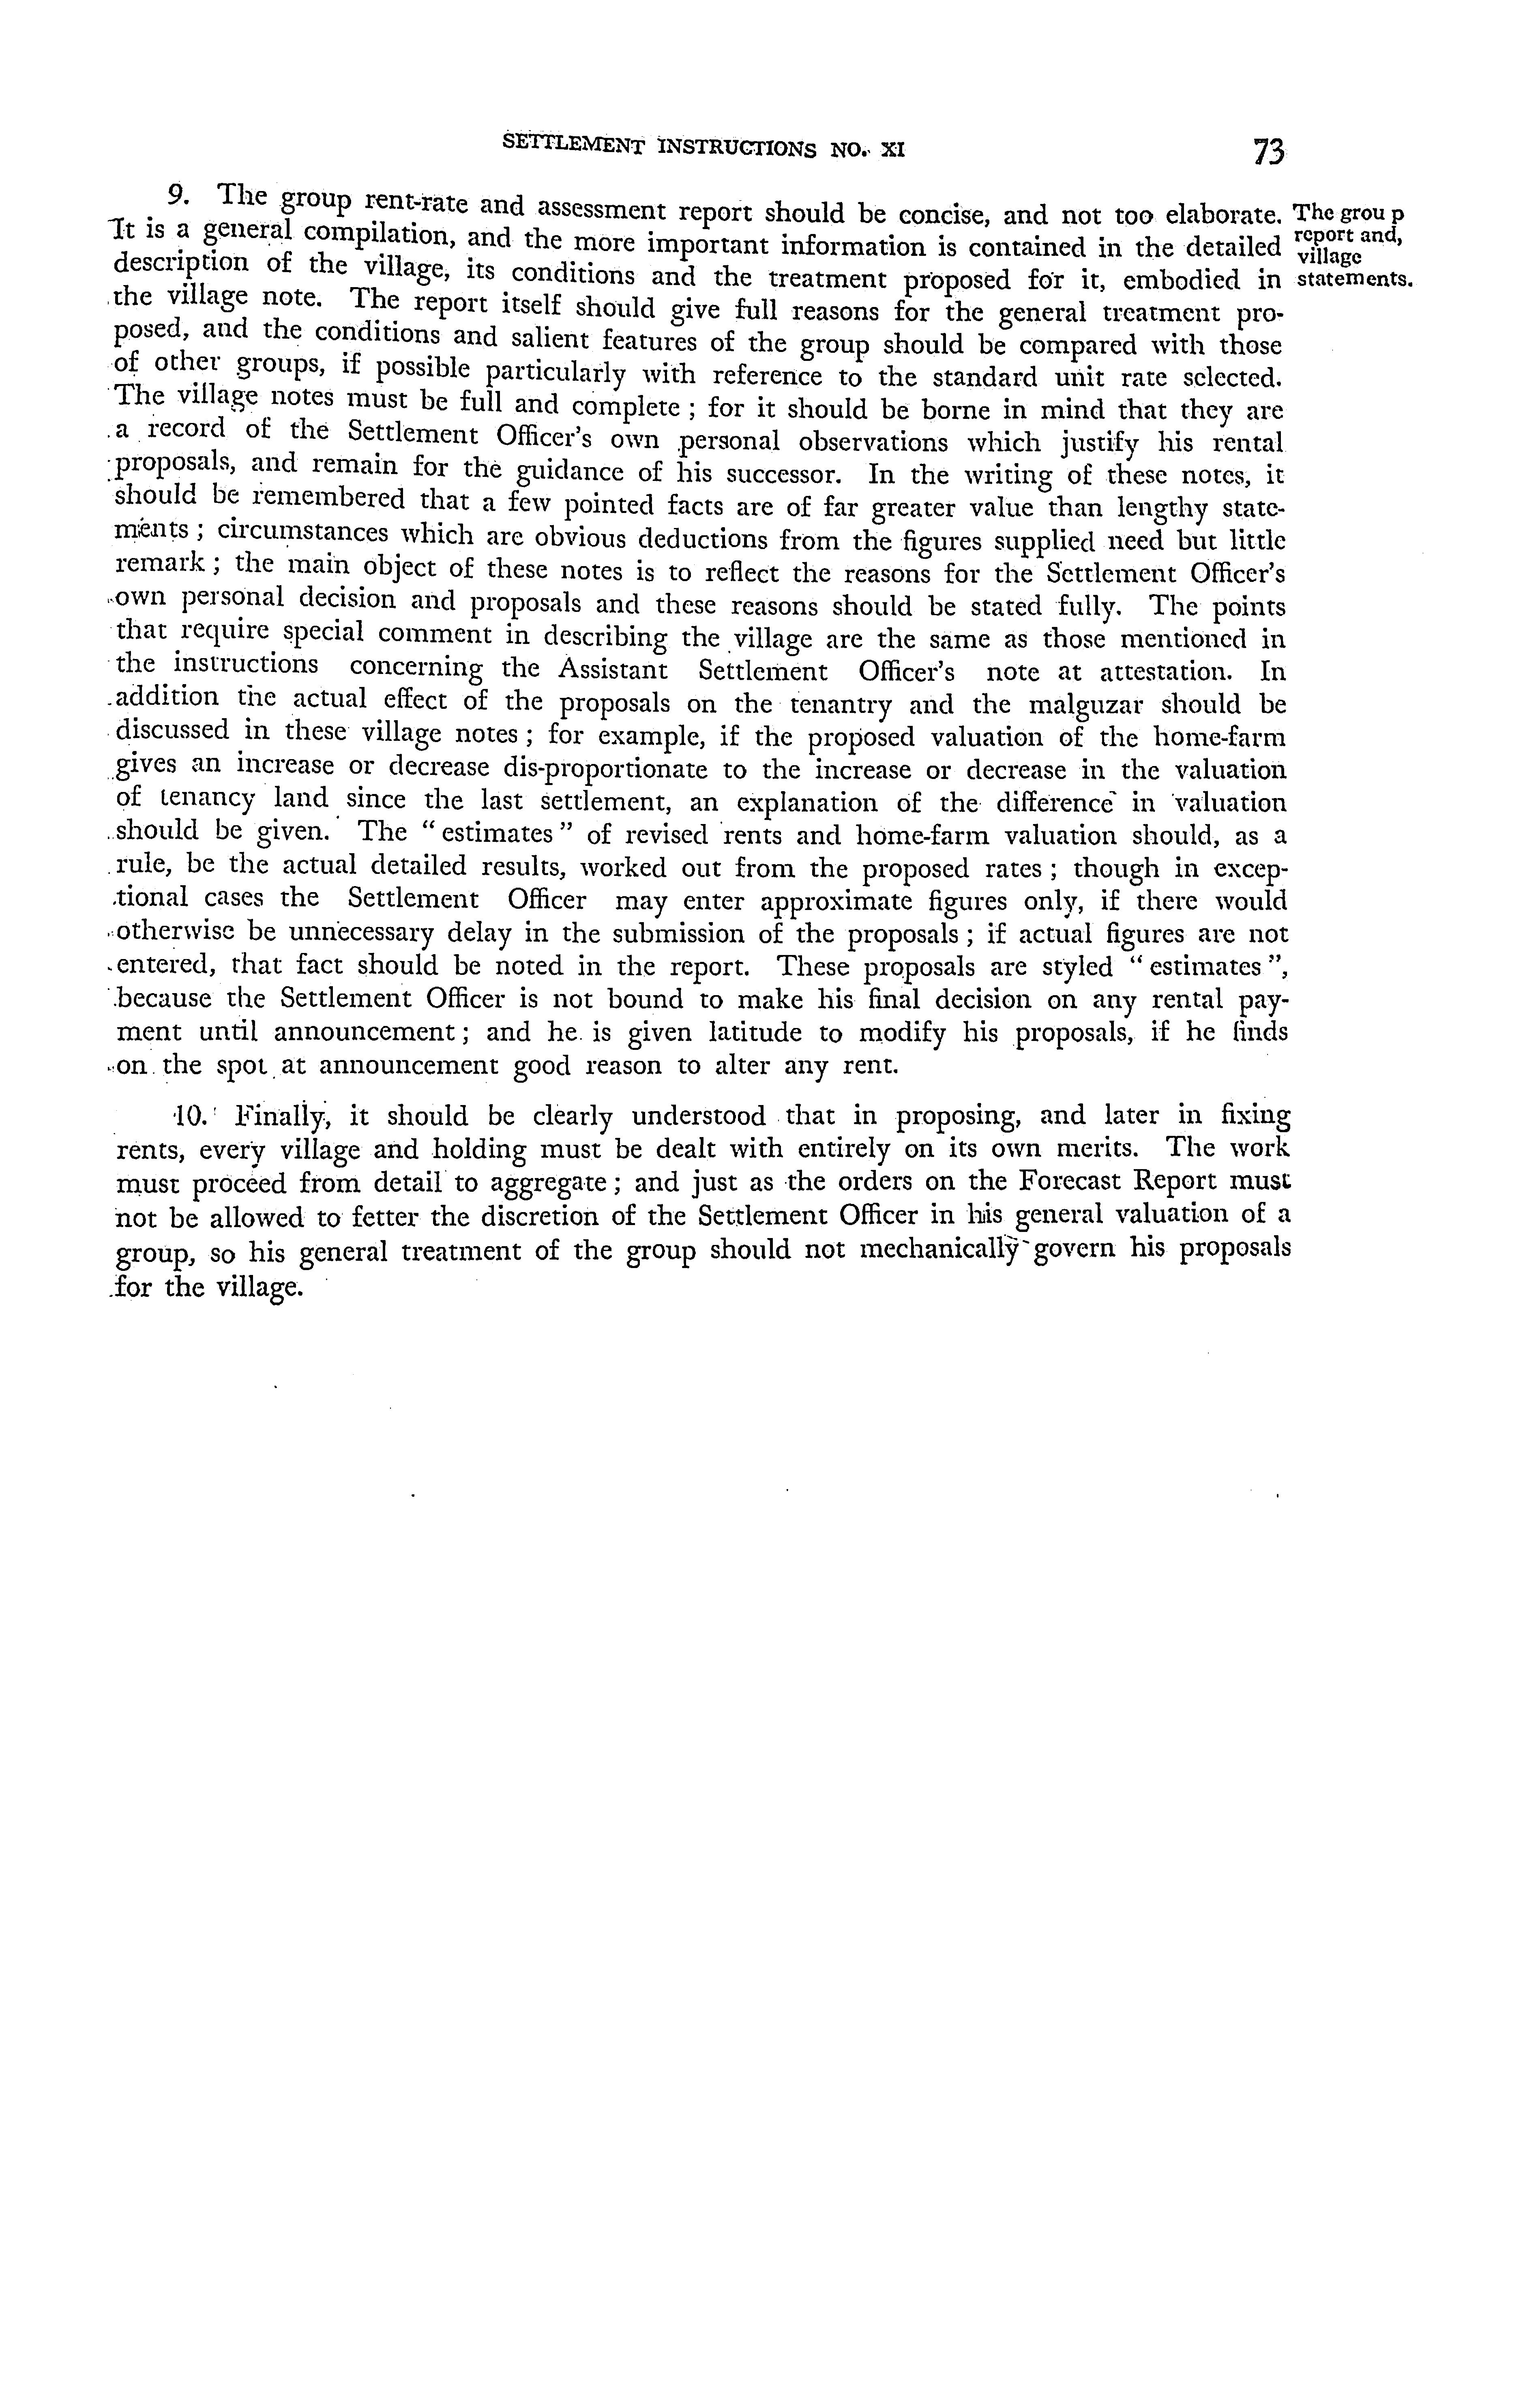 SETTLEMENT INSTRUCTIONS NO. XI 73
9. The group rent-rate and assessment report should be concise, and not too elaborate.
It is a general compilation, and the more important information is contained in the detailed
description of the village, its conditions and the treatment proposed for it, embodied in
the village note. The report itself should give full reasons for the general treatment pro-
posed, and the conditions and salient features of the group should be compared with those
of other groups, if possible particularly with reference to the standard unit rate selected.
The village notes must be full and complete ; for it should be borne in mind that they are
a record of the Settlement Officer's own personal observations which justify his rental
proposals, and remain for the guidance of his successor. In the writing of these notes, it
should be remembered that a few pointed facts are of far greater value than lengthy state-
ments ; circumstances which are obvious deductions from the figures supplied need but little
remark ; the main object of these notes is to reflect the reasons for the Settlement Officer's
own personal decision and proposals and these reasons should be stated fully. The points
that require special comment in describing the village are the same as those mentioned in
the instructions concerning the Assistant Settlement Officer's note at attestation. In
addition the actual effect of the proposals on the tenantry and the malguzar should be
discussed in these village notes ; for example, if the proposed valuation of the home-farm
gives an increase or decrease dis-proportionate to the increase or decrease in the valuation
of tenancy land since the last settlement, an explanation of the difference in valuation
should be given. The " estimates " of revised rents and home-farm valuation should, as a
rule, be the actual detailed results, worked out from the proposed rates ; though in excep-
tional cases the Settlement Officer may enter approximate figures only, if there would
otherwise be unnecessary delay in the submission of the proposals ; if actual figures are not
entered, that fact should be noted in the report. These proposals are styled " estimates ",
because the Settlement Officer is not bound to make his final decision on any rental pay-
ment until announcement ; and he is given latitude to modify his proposals, if he finds
on the spot at announcement good reason to alter any rent.
The grou p
report and,
village
statements.
10. Finally, it should be clearly understood that in proposing, and later in fixing
rents, every village and holding must be dealt with entirely on its own merits. The work
must proceed from detail to aggregate ; and just as the orders on the Forecast Report must
not be allowed to fetter the discretion of the Settlement Officer in his general valuation of a
group, so his general treatment of the group should not mechanically govern his proposals
for the village.